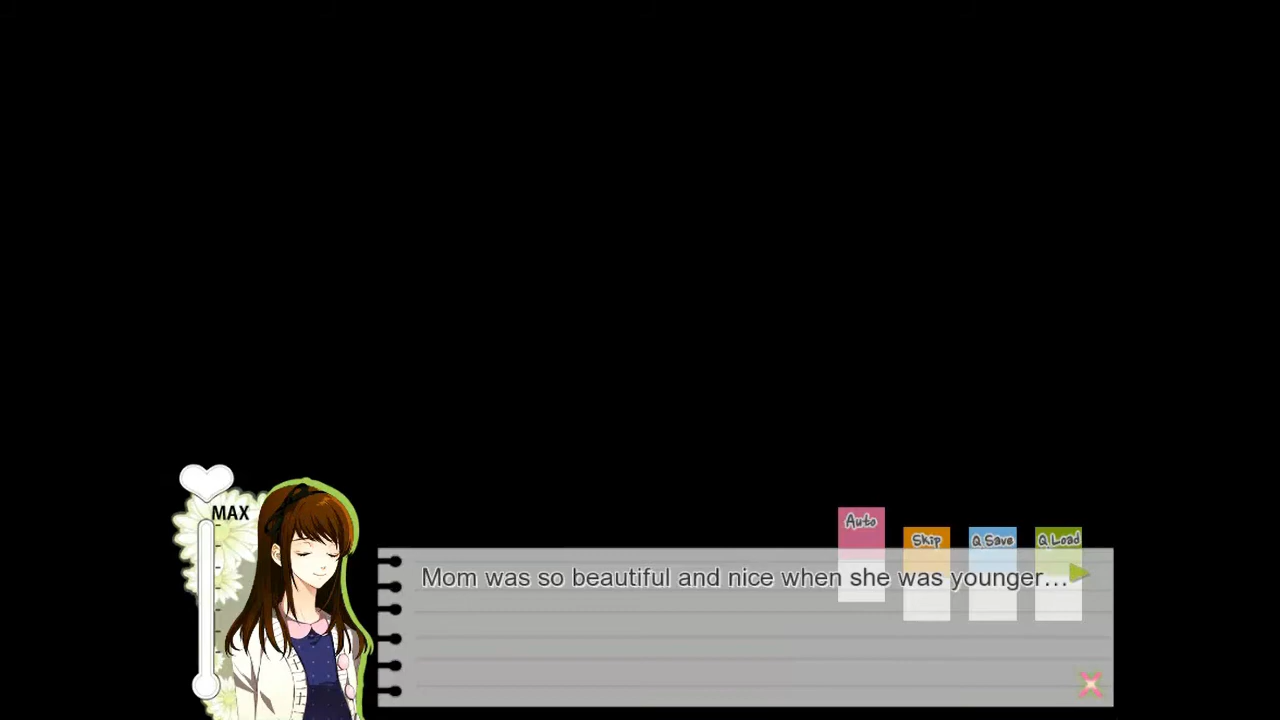 MAX
Auto
Skip
Q.Save
Q.Load
Mom was so beautiful and nice when she was younger…